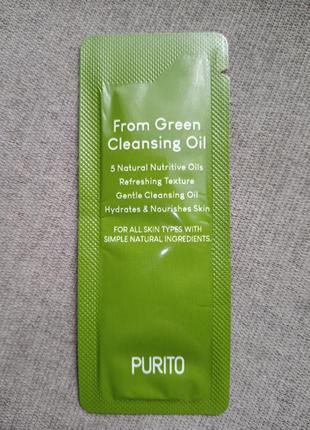 From Green
Cleansing Oil
5 Natural Nutritive Oils
Refreshing Texture
Gentle Cleansing Oil
Hydrates & Nourishes Skin
FOR ALL SKIN TYPES WITH
SIMPLE NATURAL INGREDIENTS.
PURITO